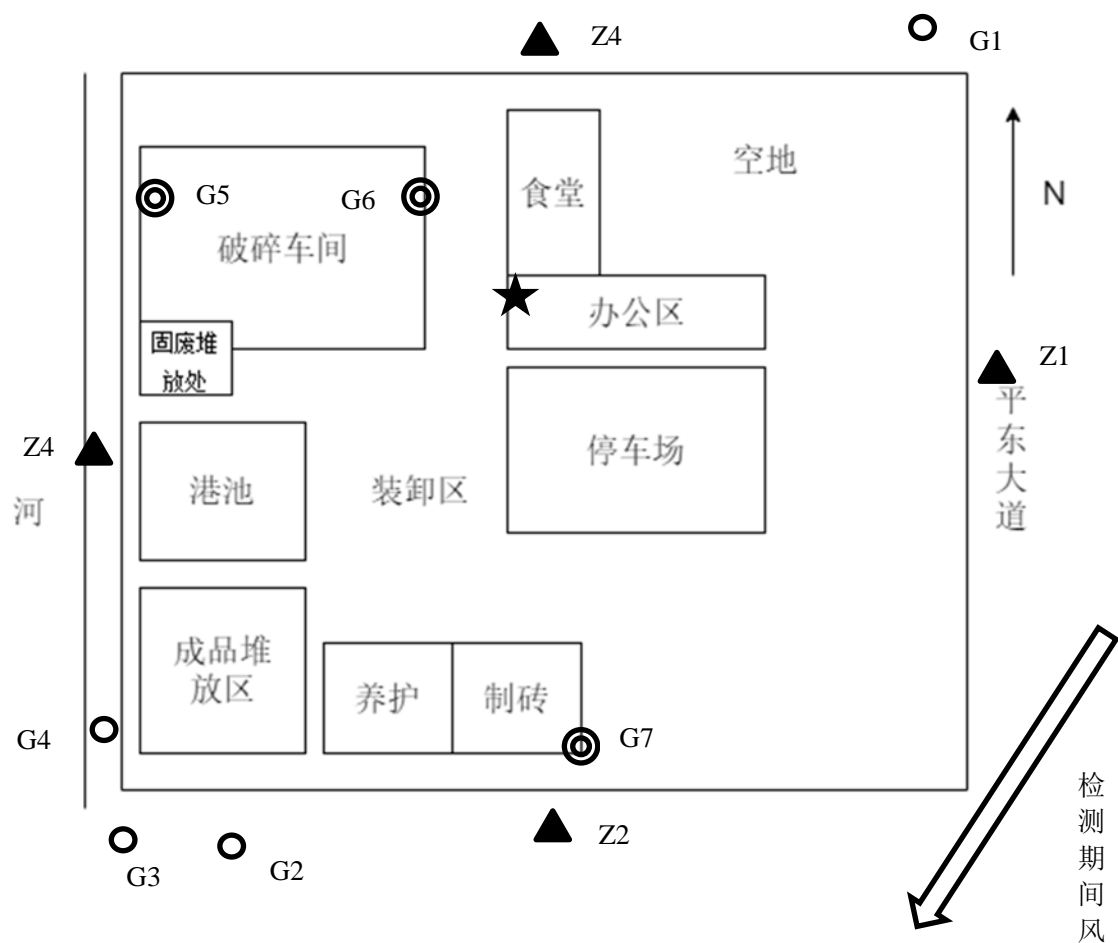 Z4
G1
空地
食堂
N
G5
G6
破碎车间
办公区
固废堆
放处
Z1
平
东
大
道
Z4
停车场
港池
装卸区
河
成品堆
放区
养护
制砖
G4
G7
检
测
期
间
风
Z2
G3
G2